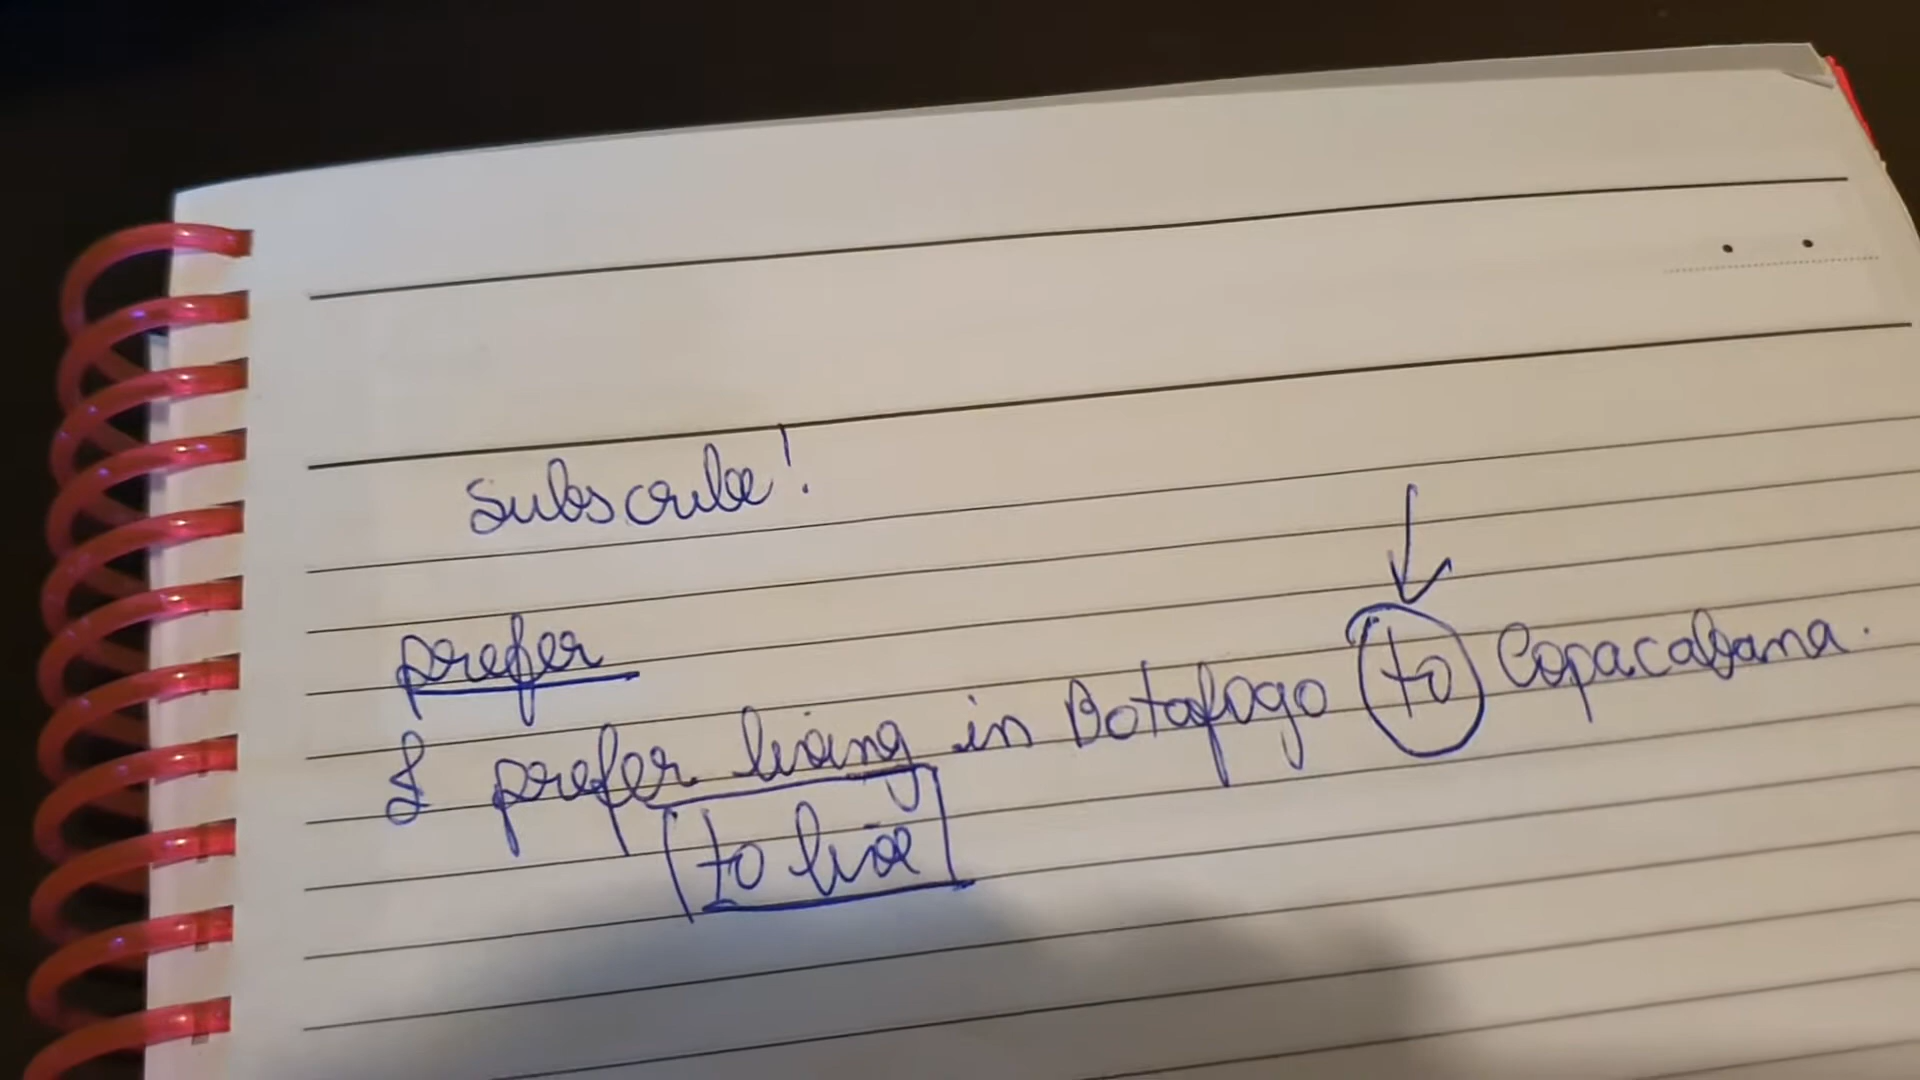 Subscribe!
prefer
I prefer living in Botafogo to Copacabana.
to live